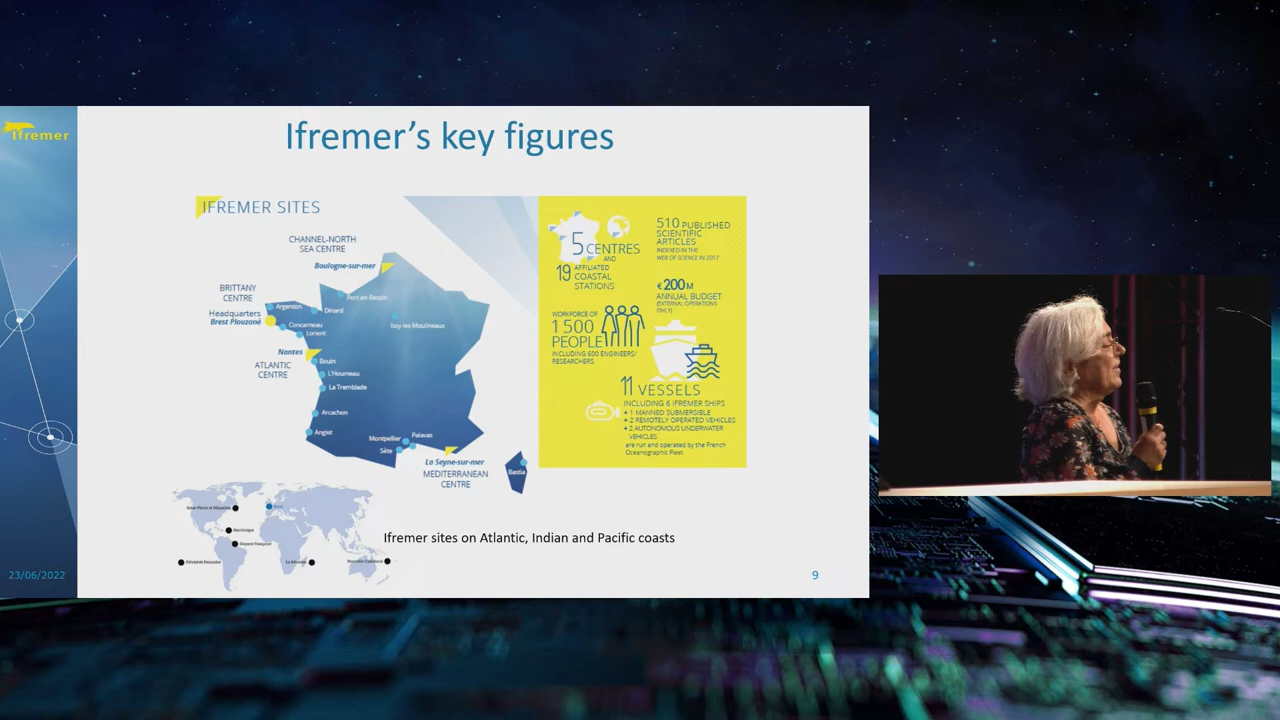 Ifremer
Ifremer's key figures
IFREMER SITES
CHANNEL-NORTH
SEA CENTRE
Boulogne-sur-mer
BRITTANY
CENTRE
Headquarters
Brest Plouzané
Argenton
Port-en-Bessin
Dinard
Concarneau
Lorient
Issy-les-Moulineaux
Nantes
ATLANTIC
CENTRE
Bouin
L'Houmeau
La Tremblade
Arcachon
Anglet
Montpellier
Palavas
Sète
La Seyne-sur-mer
MEDITERRANEAN
CENTRE
Bastia
5 CENTRES
AND
19 AFFILIATED
COASTAL
STATIONS
510 PUBLISHED
SCIENTIFIC
ARTICLES
INDEXED IN THE
WEB OF SCIENCE IN 2017
€200M
ANNUAL BUDGET
(EXTERNAL OPERATIONS
ONLY)
WORKFORCE OF
1 500
PEOPLE
INCLUDING 600 ENGINEERS/
RESEARCHERS
11 VESSELS
INCLUDING 6 IFREMER SHIPS
+ 1 MANNED SUBMERSIBLE
+ 2 REMOTELY OPERATED VEHICLES
+ 2 AUTONOMOUS UNDERWATER
VEHICLES
are run and operated by the French
Oceanographic Fleet
Saint Pierre et Miquelon
Martinique
Guyane française
Polynésie française
La Réunion
Nouvelle-Calédonie
Ifremer sites on Atlantic, Indian and Pacific coasts
23/06/2022
9